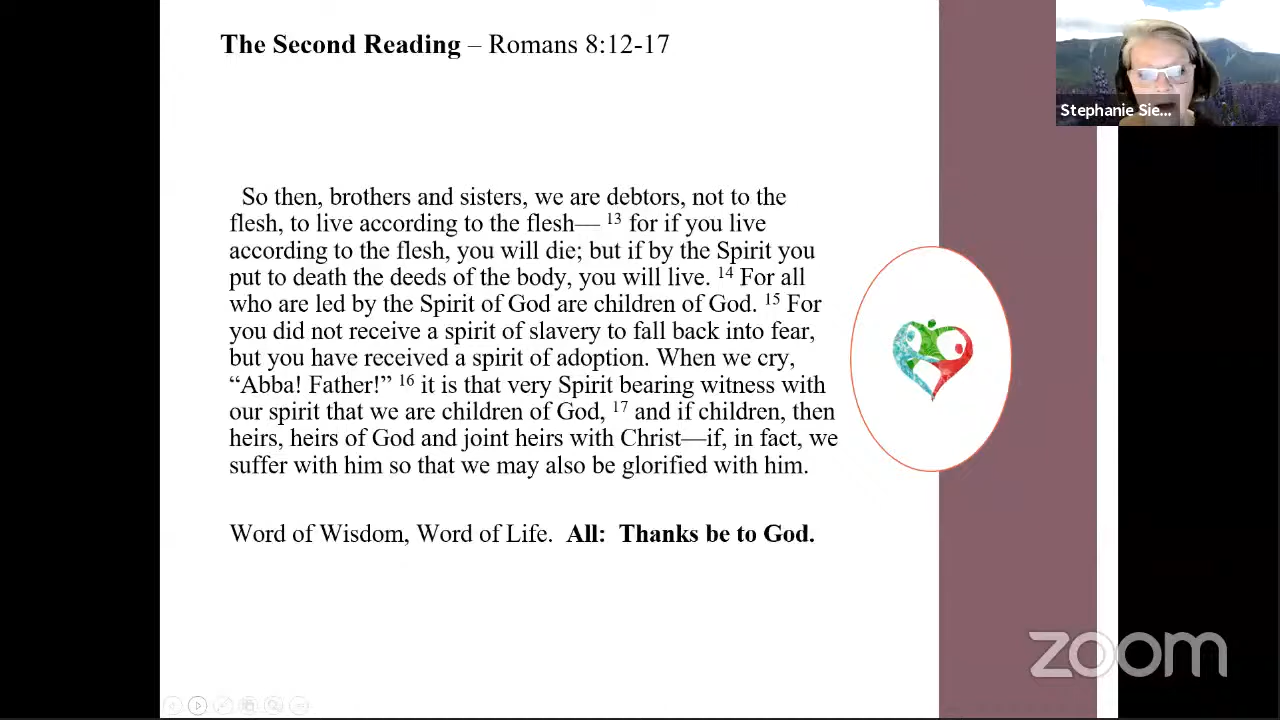 The Second Reading – Romans 8:12-17
Stephanie Sie...
So then, brothers and sisters, we are debtors, not to the
flesh, to live according to the flesh— 13 for if you live
according to the flesh, you will die; but if by the Spirit you
put to death the deeds of the body, you will live. 14 For all
who are led by the Spirit of God are children of God. 15 For
you did not receive a spirit of slavery to fall back into fear,
but you have received a spirit of adoption. When we cry,
“Abba! Father!” 16 it is that very Spirit bearing witness with
our spirit that we are children of God, 17 and if children, then
heirs, heirs of God and joint heirs with Christ—if, in fact, we
suffer with him so that we may also be glorified with him.
Word of Wisdom, Word of Life. All: Thanks be to God.
zoom